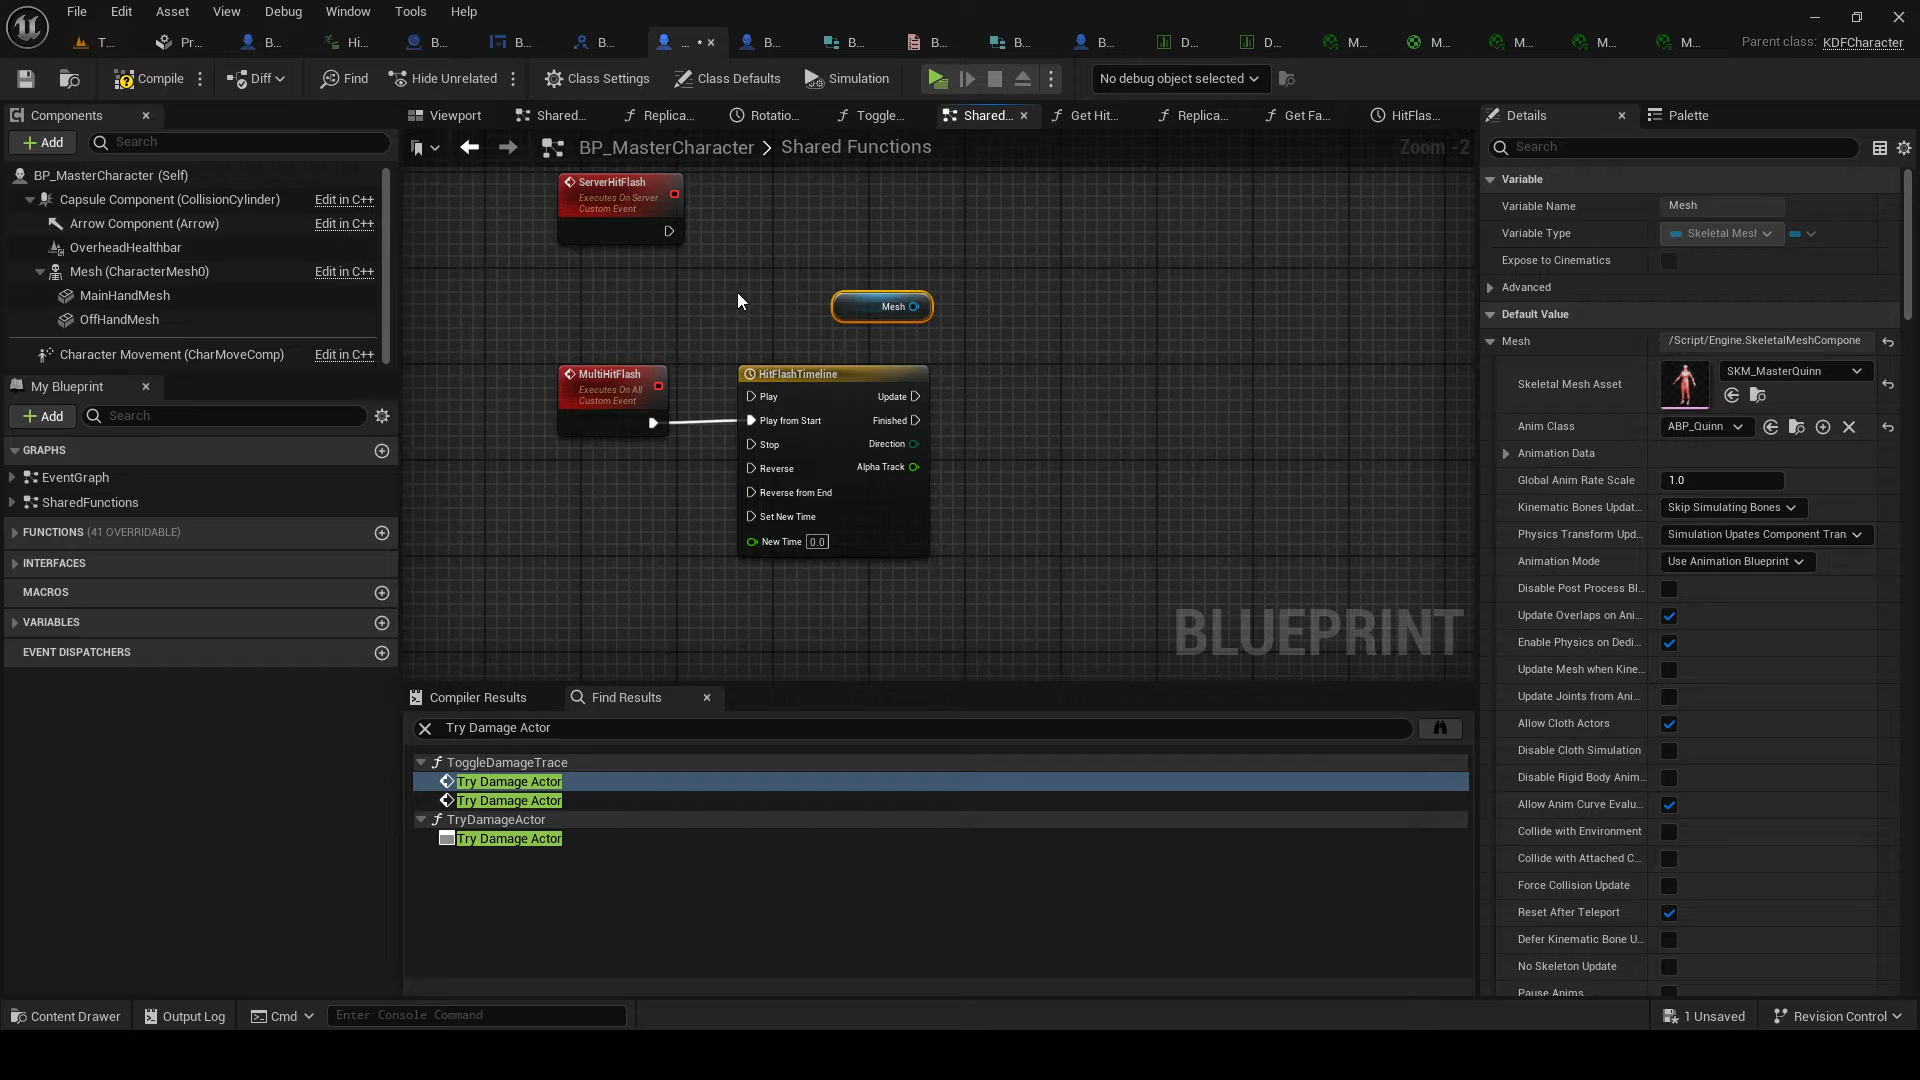 File Edit Asset View Debug Window Tools Help
T... Pr... B... Hi... B... B... B... ... * B... B... B... B... B... D... D... M... M... M... M... M... Parent class: KDFCharacter
Compile Diff Find Hide Unrelated Class Settings Class Defaults Simulation No debug object selected
Components
Add Search
BP_MasterCharacter (Self)
Capsule Component (CollisionCylinder) Edit in C++
Arrow Component (Arrow) Edit in C++
OverheadHealthbar
Mesh (CharacterMesh0) Edit in C++
MainHandMesh
OffHandMesh
Character Movement (CharMoveComp) Edit in C++
My Blueprint
Add Search
GRAPHS
EventGraph
SharedFunctions
FUNCTIONS (41 OVERRIDABLE)
INTERFACES
MACROS
VARIABLES
EVENT DISPATCHERS
Viewport Shared... Replica... Rotatio... Toggle... Shared... Get Hit... Replica... Get Fa... HitFlas...
BP_MasterCharacter > Shared Functions Zoom -2
ServerHitFlash
Executes On Server
Custom Event
Mesh
MultiHitFlash
Executes On All
Custom Event
HitFlashTimeline
Play Update
Play from Start Finished
Stop Direction
Reverse Alpha Track
Reverse from End
Set New Time
New Time 0.0
BLUEPRINT
Compiler Results Find Results
Try Damage Actor
ToggleDamageTrace
Try Damage Actor
Try Damage Actor
TryDamageActor
Try Damage Actor
Details Palette
Search
Variable
Variable Name Mesh
Variable Type Skeletal Mesl
Expose to Cinematics
Advanced
Default Value
Mesh /Script/Engine.SkeletalMeshCompone
Skeletal Mesh Asset SKM_MasterQuinn
Anim Class ABP_Quinn
Animation Data
Global Anim Rate Scale 1.0
Kinematic Bones Updat... Skip Simulating Bones
Physics Transform Upd... Simulation Upates Component Tran
Animation Mode Use Animation Blueprint
Disable Post Process Bl...
Update Overlaps on Ani...
Enable Physics on Dedi...
Update Mesh when Kine...
Update Joints from Ani...
Allow Cloth Actors
Disable Cloth Simulation
Disable Rigid Body Anim...
Allow Anim Curve Evalu...
Collide with Environment
Collide with Attached C...
Force Collision Update
Reset After Teleport
Defer Kinematic Bone U...
No Skeleton Update
Pause Anims
Content Drawer Output Log Cmd Enter Console Command 1 Unsaved Revision Control